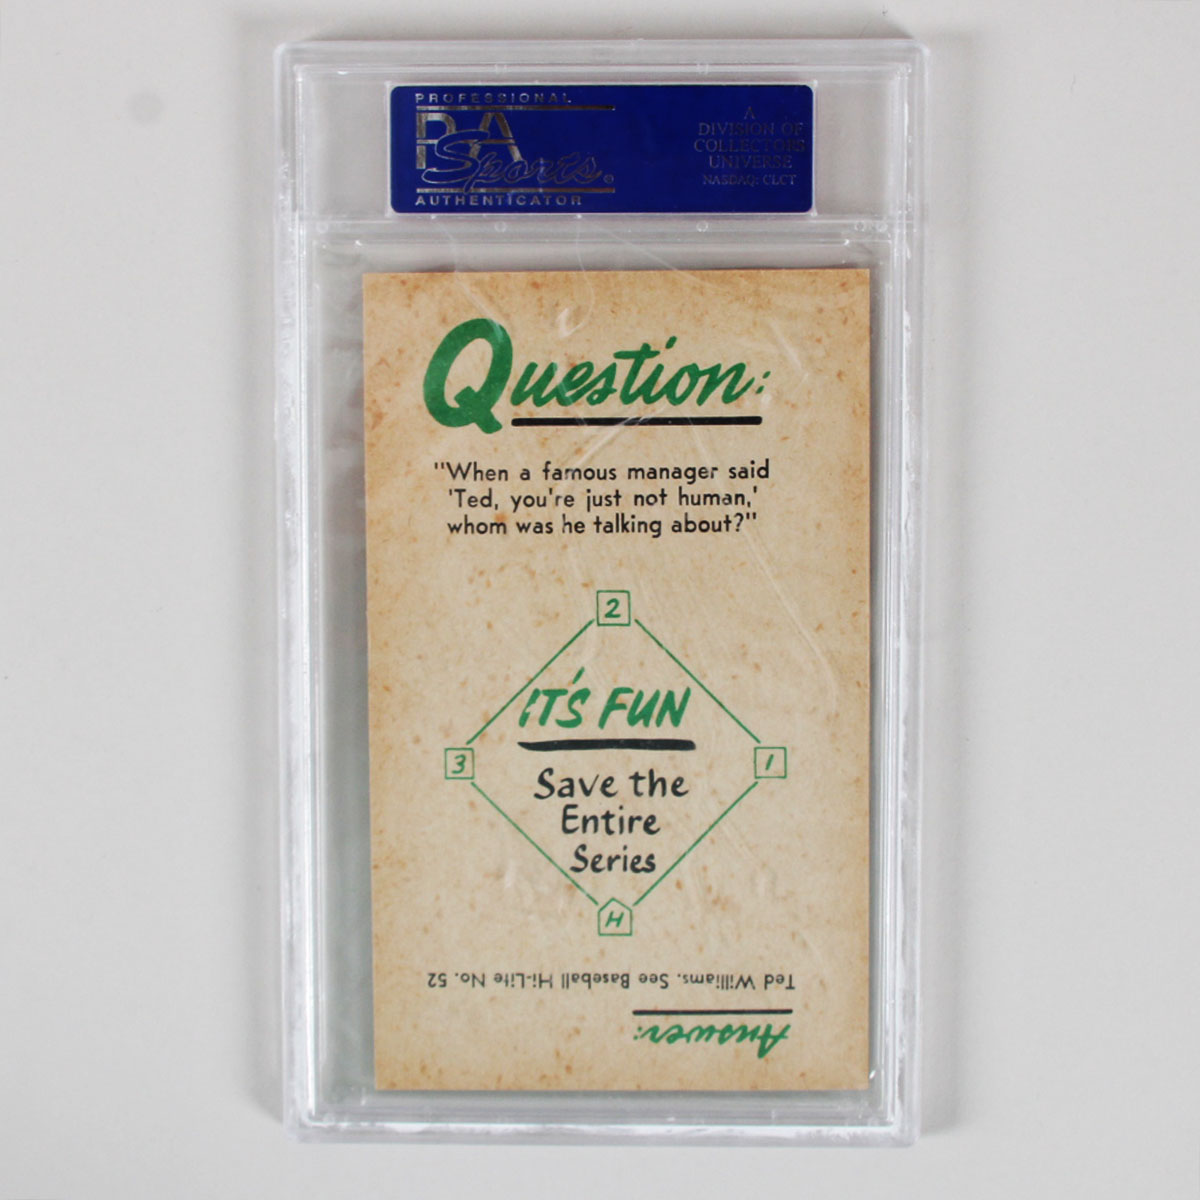 PROFESSIONAL
PSA
Sports
AUTHENTICATOR
A
DIVISION OF
COLLECTORS
UNIVERSE
NASDAQ: CLCT
Question:
"When a famous manager said
'Ted, you're just not human,'
whom was he talking about?"
2
IT'S FUN
3
1
Save the
Entire
Series
H
Answer:
Ted Williams. See Baseball Hi-Lite No. 52